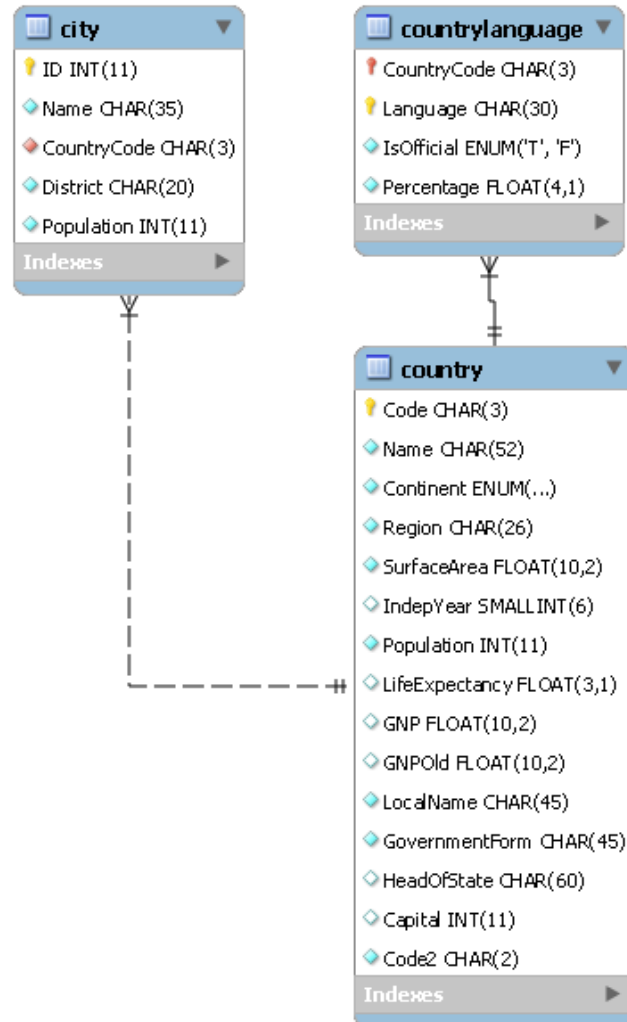 city
ID INT(11)
Name CHAR(35)
CountryCode CHAR(3)
District CHAR(20)
Population INT(11)
Indexes
countrylanguage
CountryCode CHAR(3)
Language CHAR(30)
IsOfficial ENUM('T', 'F')
Percentage FLOAT(4,1)
Indexes
country
Code CHAR(3)
Name CHAR(52)
Continent ENUM(...)
Region CHAR(26)
SurfaceArea FLOAT(10,2)
IndepYear SMALLINT(6)
Population INT(11)
LifeExpectancy FLOAT(3,1)
GNP FLOAT(10,2)
GNPOld FLOAT(10,2)
LocalName CHAR(45)
GovernmentForm CHAR(45)
HeadOfState CHAR(60)
Capital INT(11)
Code2 CHAR(2)
Indexes